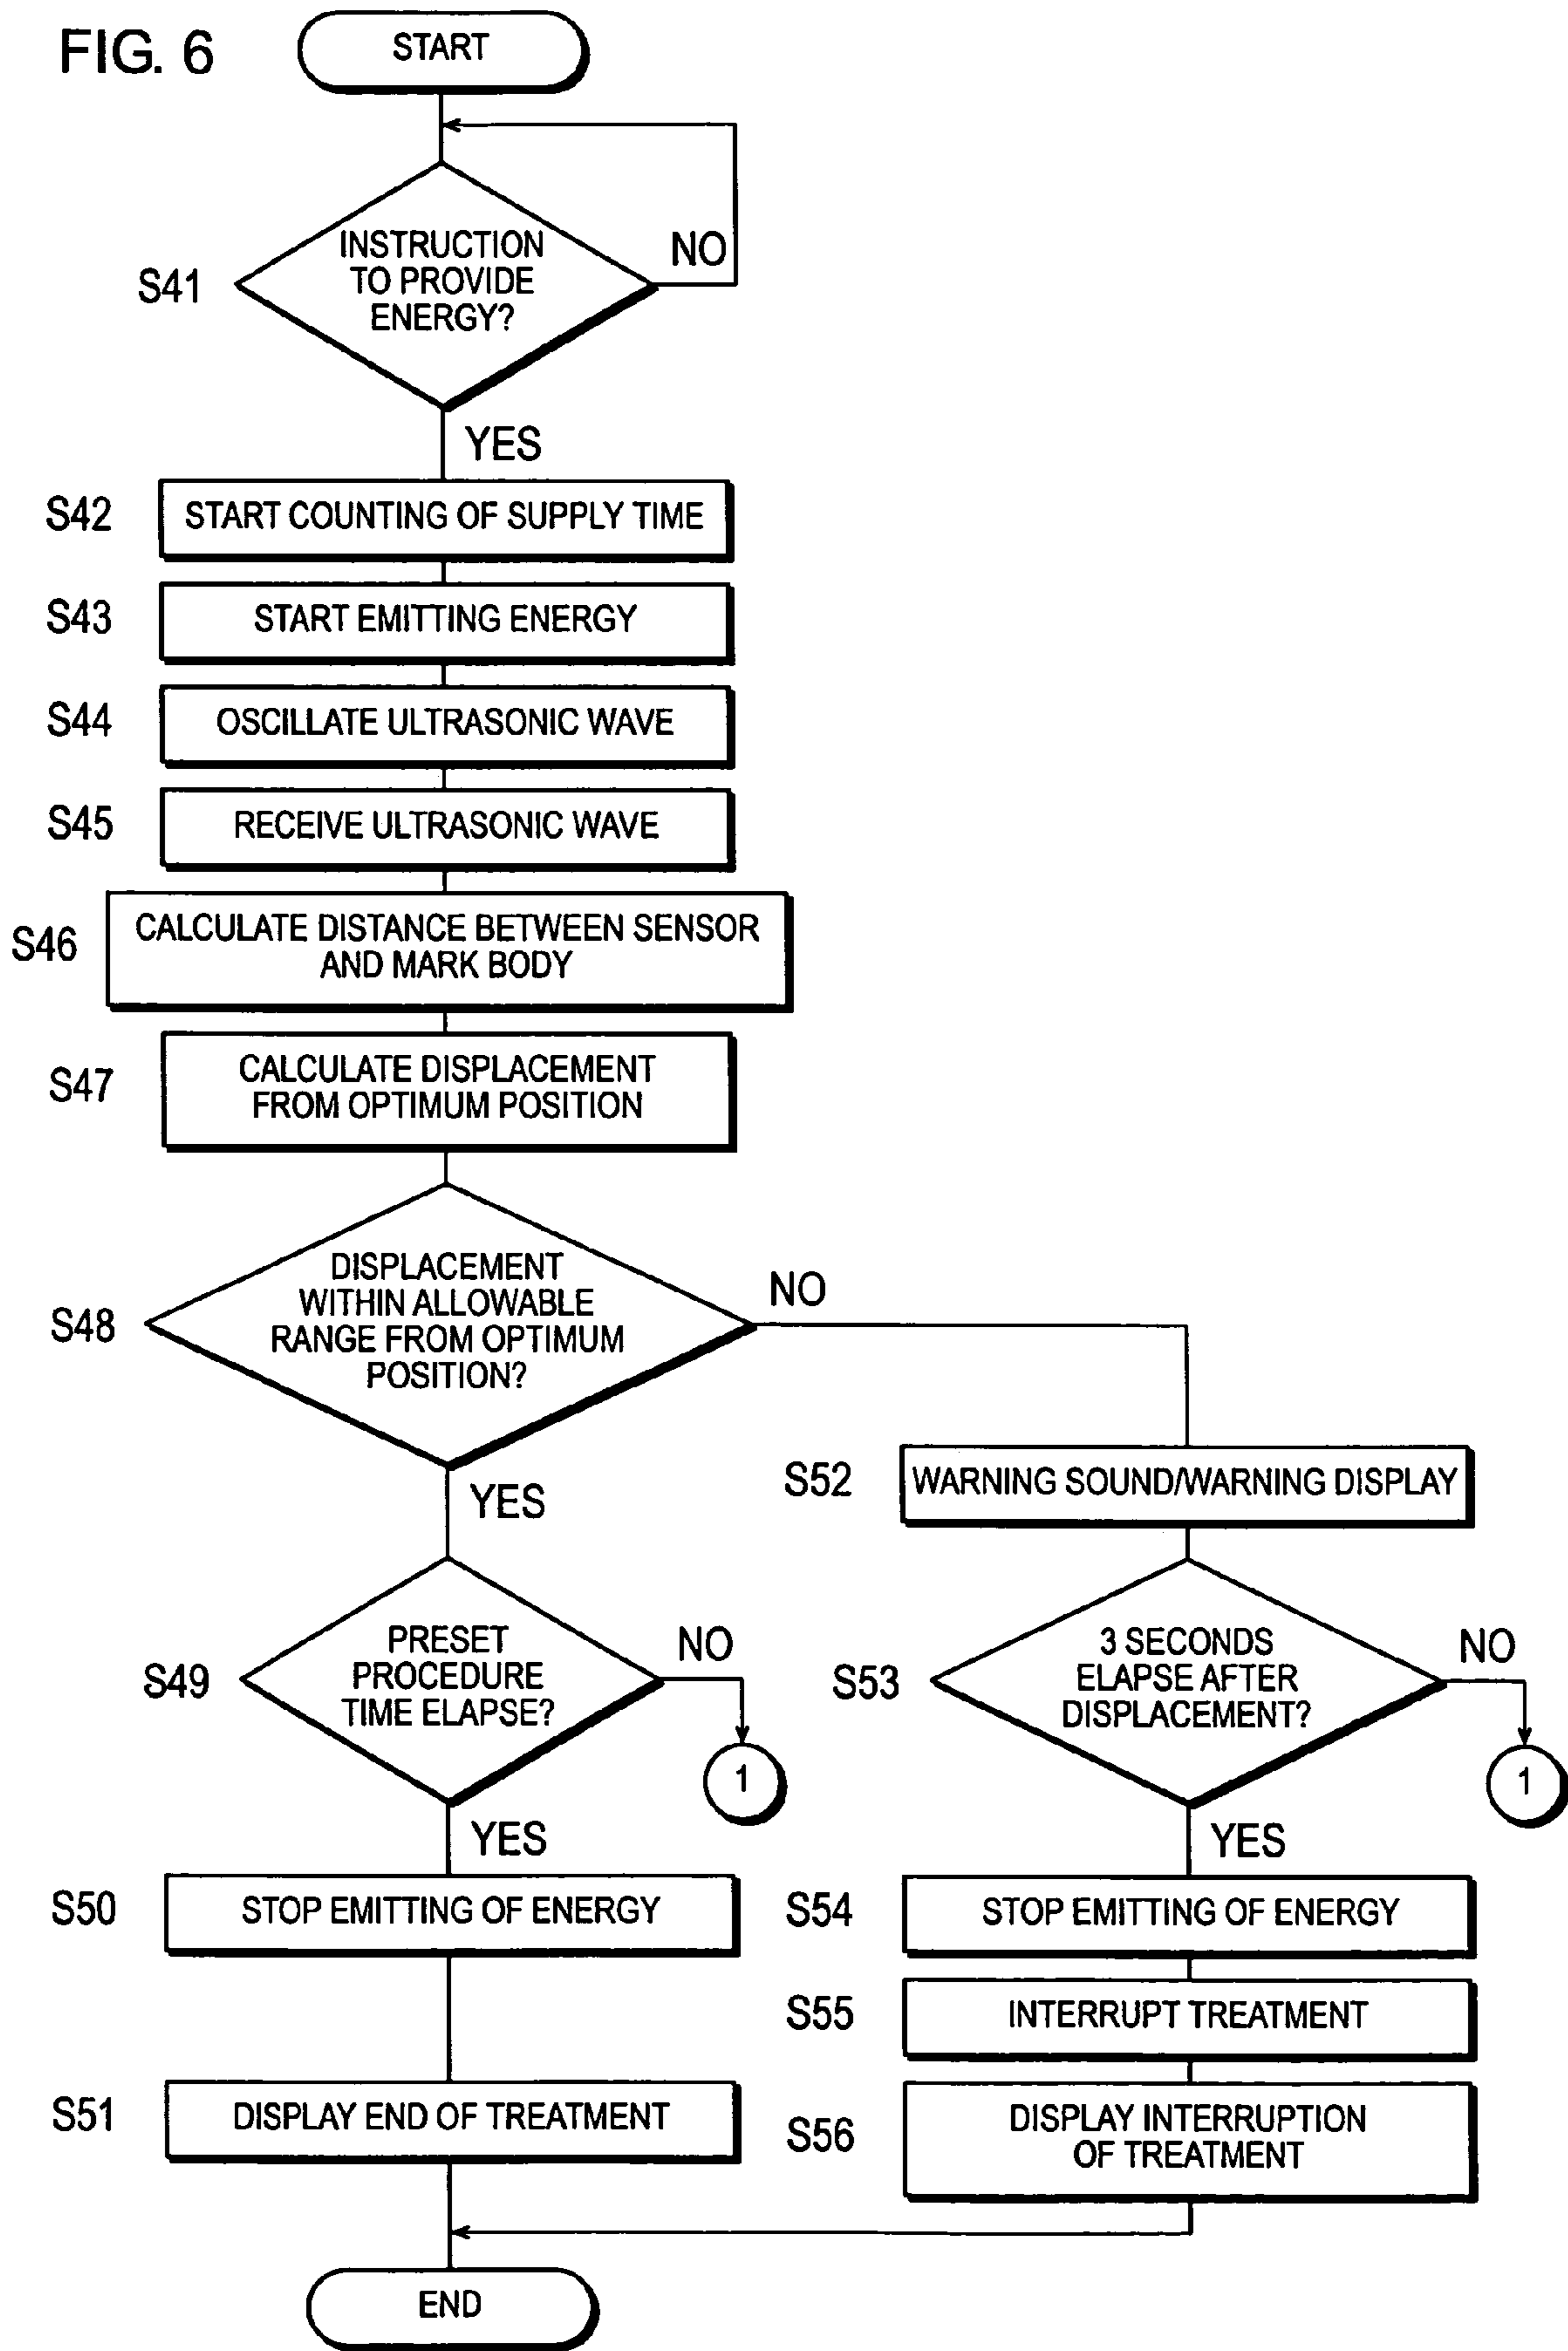 FIG. 6
START
S41
INSTRUCTION
TO PROVIDE
ENERGY?
NO
YES
S42
START COUNTING OF SUPPLY TIME
S43
START EMITTING ENERGY
S44
OSCILLATE ULTRASONIC WAVE
S45
RECEIVE ULTRASONIC WAVE
S46
CALCULATE DISTANCE BETWEEN SENSOR
AND MARK BODY
S47
CALCULATE DISPLACEMENT
FROM OPTIMUM POSITION
S48
DISPLACEMENT
WITHIN ALLOWABLE
RANGE FROM OPTIMUM
POSITION?
NO
YES
S49
PRESET
PROCEDURE
TIME ELAPSE?
NO
1
YES
S50
STOP EMITTING OF ENERGY
S51
DISPLAY END OF TREATMENT
S52
WARNING SOUND/WARNING DISPLAY
S53
3 SECONDS
ELAPSE AFTER
DISPLACEMENT?
NO
1
YES
S54
STOP EMITTING OF ENERGY
S55
INTERRUPT TREATMENT
S56
DISPLAY INTERRUPTION
OF TREATMENT
END